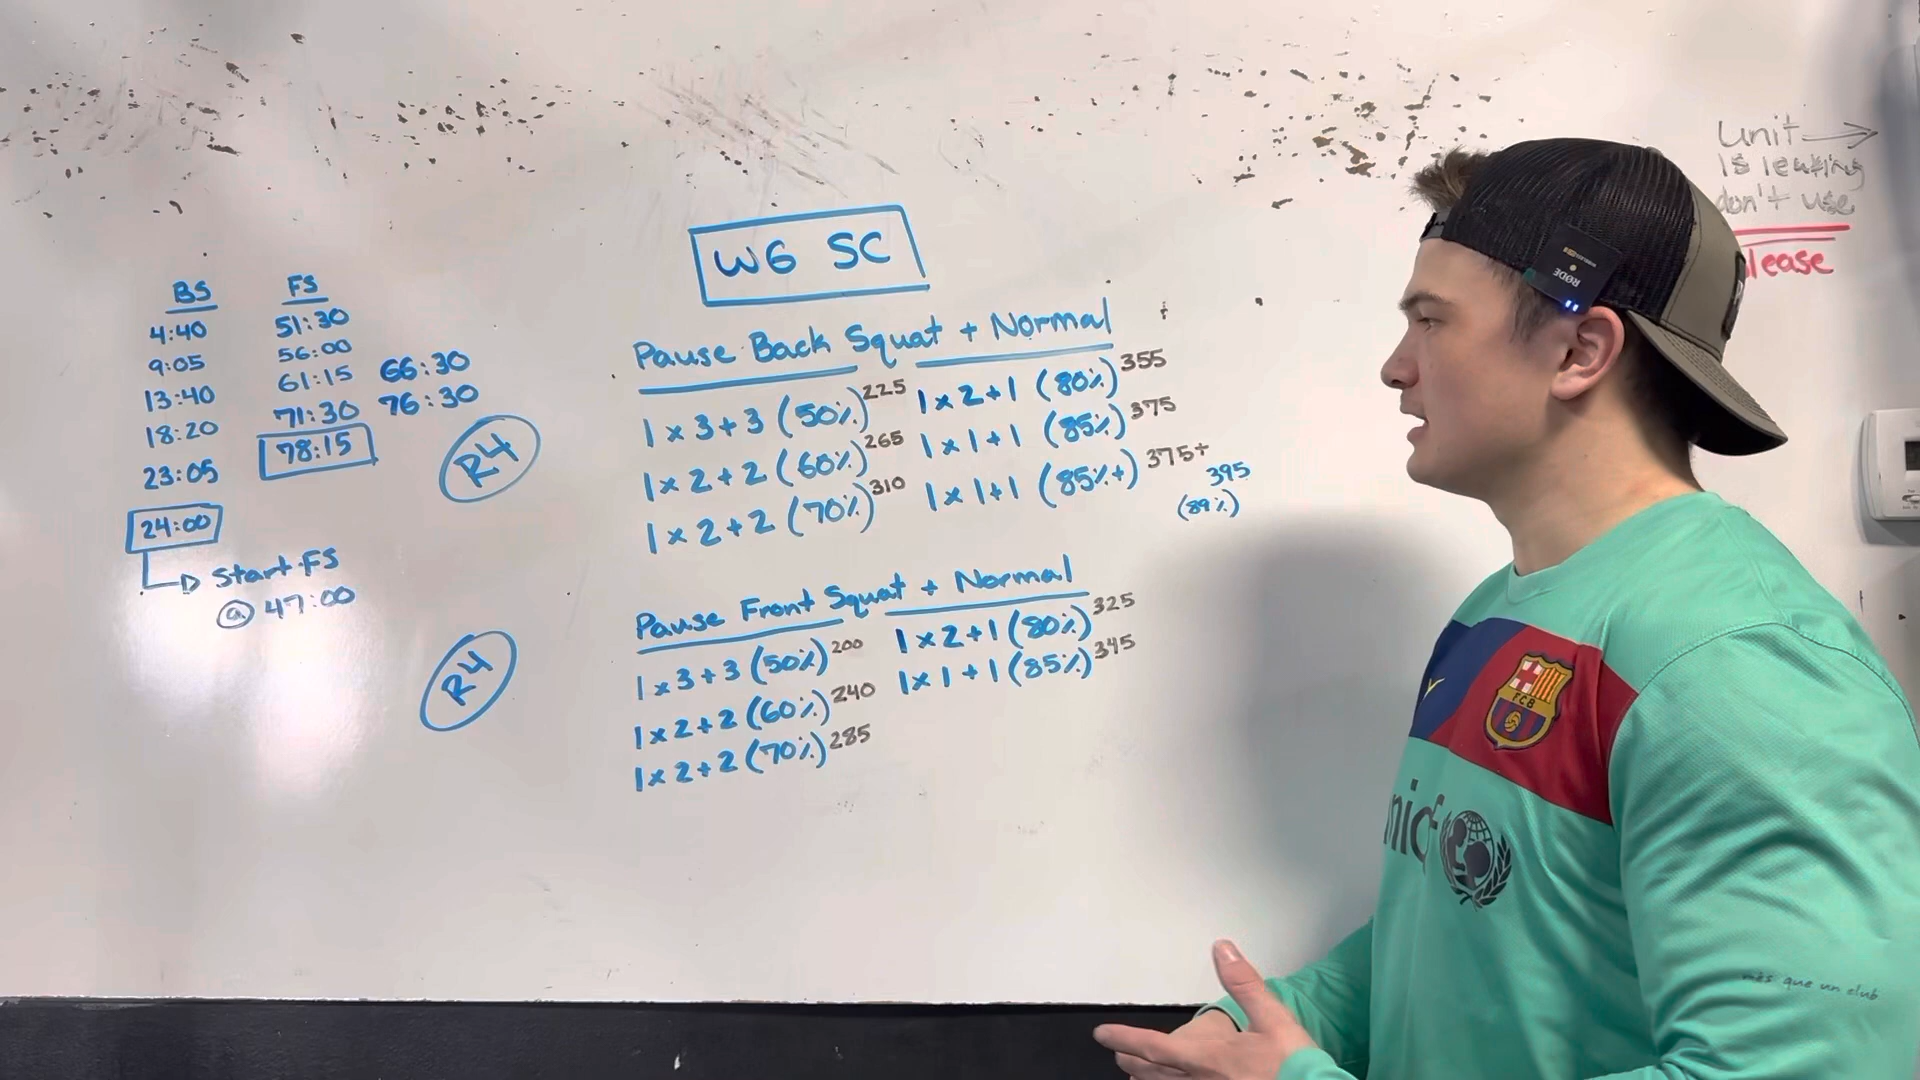 W6 SC
BS
4:40
9:05
13:40
18:20
23:05
24:00
Start FS
@ 47:00
FS
51:30
56:00
61:15
71:30
78:15
66:30
76:30
R4
R4
Pause Back Squat + Normal
1 x 3 + 3 (50%) 225
1 x 2 + 2 (60%) 265
1 x 2 + 2 (70%) 310
1 x 2 + 1 (80%) 355
1 x 1 + 1 (85%) 375
1 x 1 + 1 (85%+) 375+
395
(89%)
Pause Front Squat + Normal
1 x 3 + 3 (50%) 200
1 x 2 + 2 (60%) 240
1 x 2 + 2 (70%) 285
1 x 2 + 1 (80%) 325
1 x 1 + 1 (85%) 345
unit
is leaking
don't use
Please
RØDE
FCB
unicef
més que un club